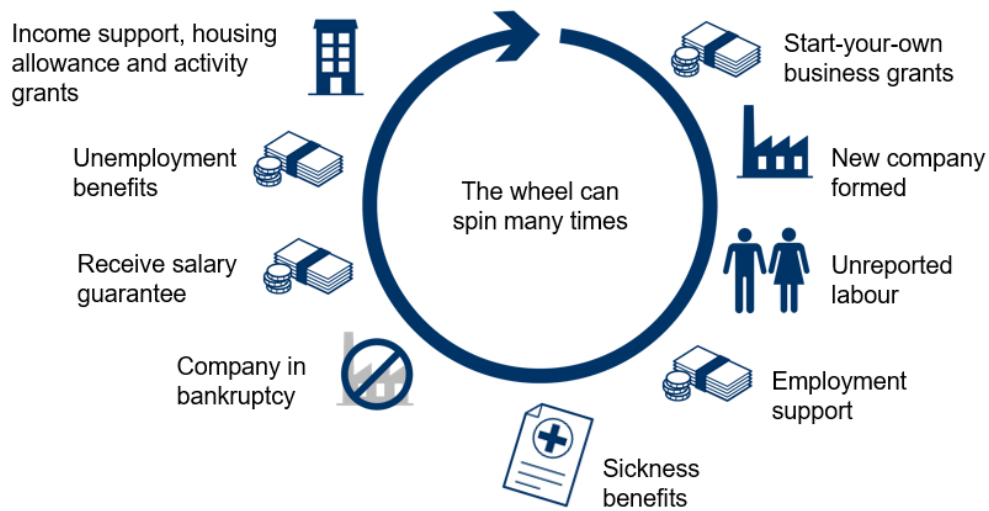 Income support, housing
allowance and activity
grants
Start-your-own
business grants
Unemployment
benefits
The wheel can
spin many times
New company
formed
Receive salary
guarantee
Unreported
labour
Company in
bankruptcy
Employment
support
Sickness
benefits